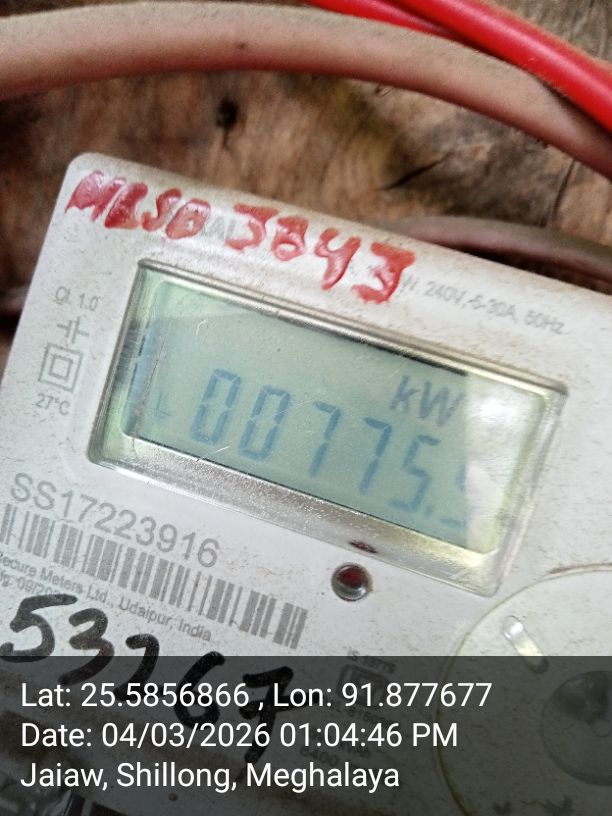 MLSO 3843
240V,-5-30A, 50Hz
Cl. 1.0
27°C
kW
00775.
SS17223916
Secure Meters Ltd., Udaipur, India
Lat: 25.5856866 , Lon: 91.877677
Date: 04/03/2026 01:04:46 PM
Jaiaw, Shillong, Meghalaya